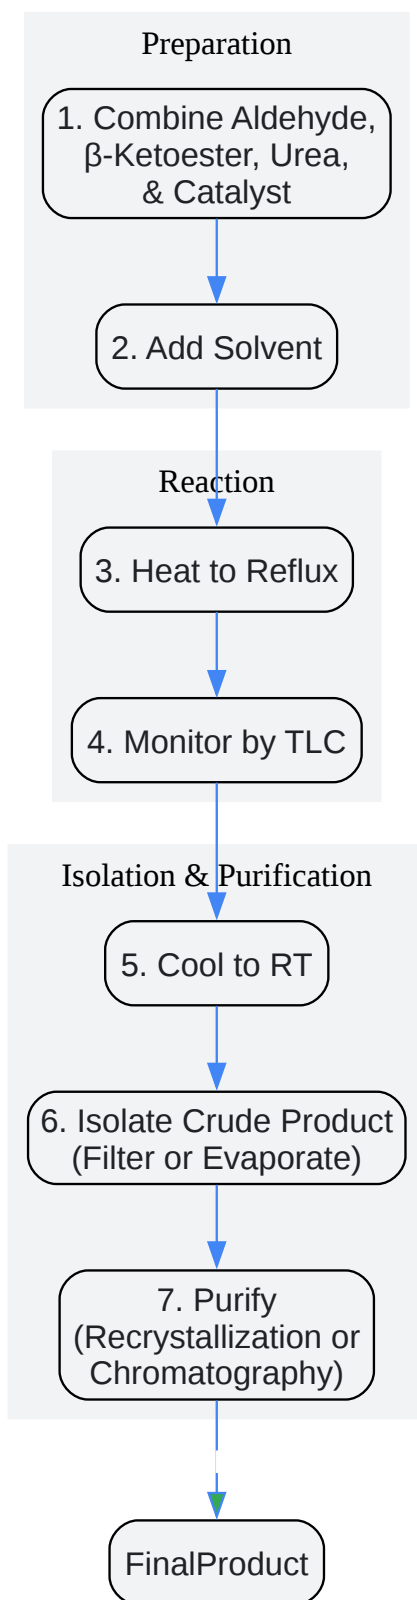 Preparation
1. Combine Aldehyde,
β-Ketoester, Urea,
& Catalyst
2. Add Solvent
Reaction
3. Heat to Reflux
4. Monitor by TLC
Isolation & Purification
5. Cool to RT
6. Isolate Crude Product
(Filter or Evaporate)
7. Purify
(Recrystallization or
Chromatography)
FinalProduct